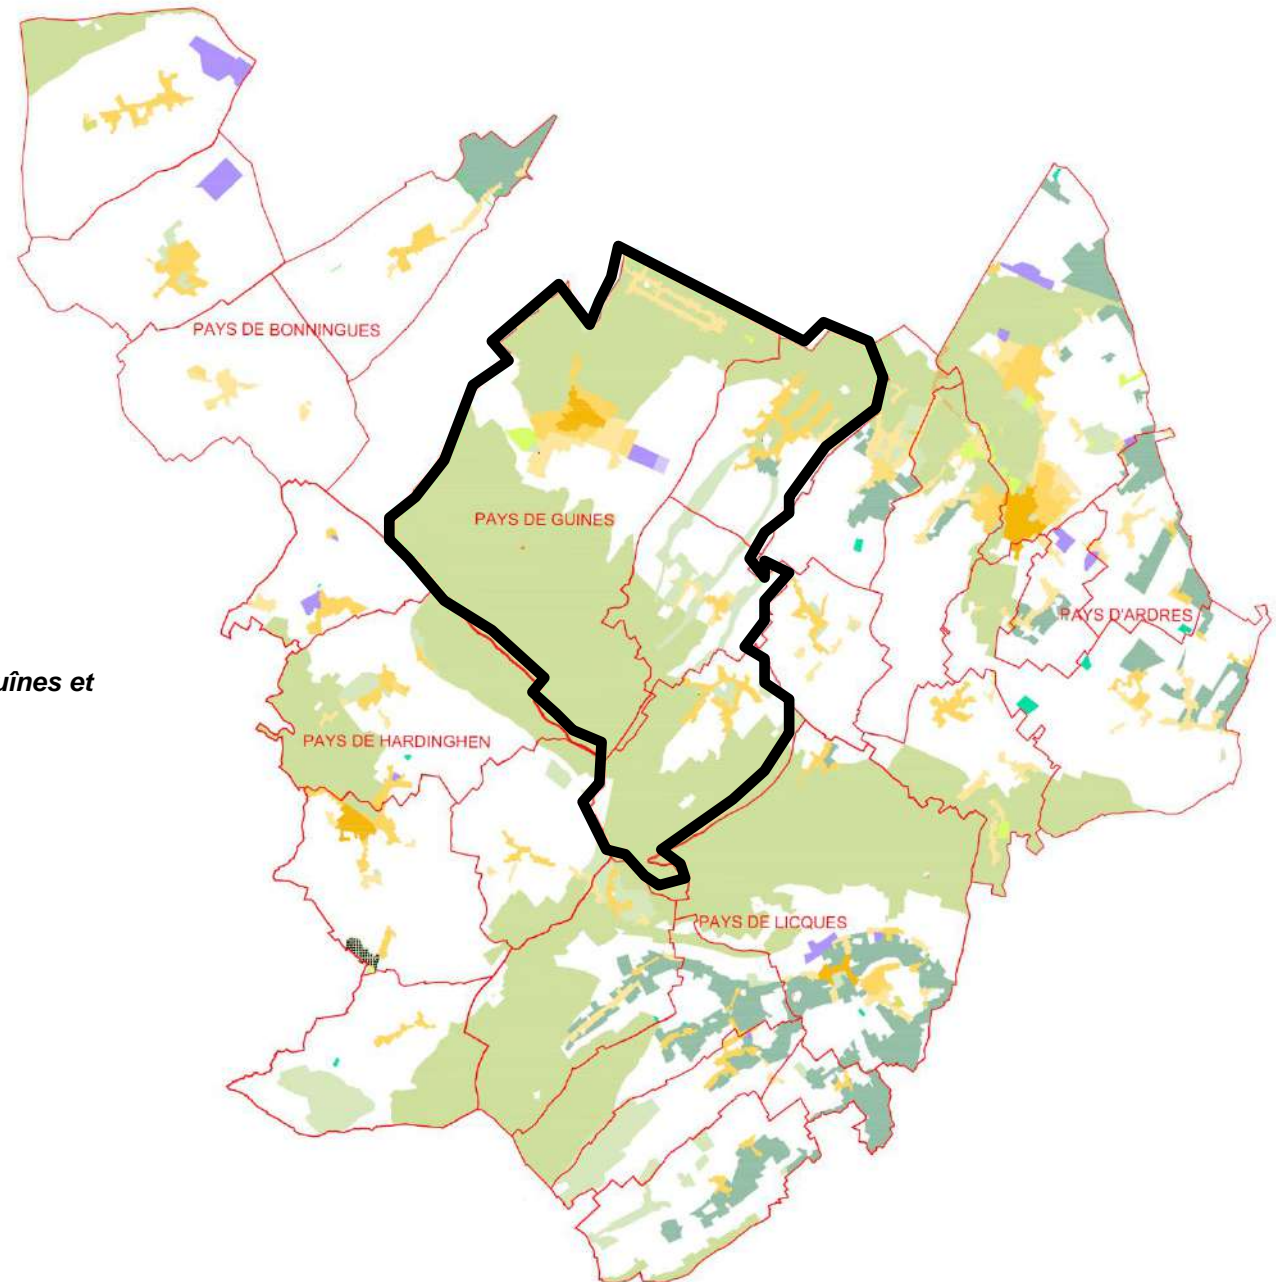 PAYS DE BONNINGUES
PAYS DE GUINES
PAYS D'ARDRES
uînes et
PAYS DE HARDINGHEN
PAYS DE LICQUES